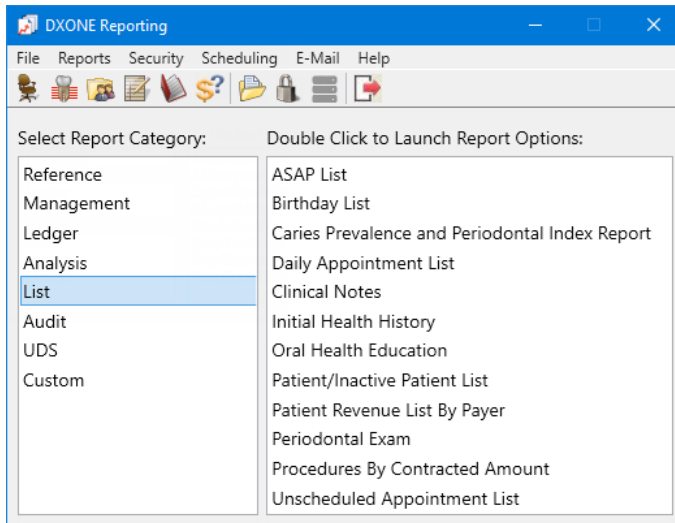 DXONE Reporting
File Reports Security Scheduling E-Mail Help
Select Report Category:
Reference
Management
Ledger
Analysis
List
Audit
UDS
Custom
Double Click to Launch Report Options:
ASAP List
Birthday List
Caries Prevalence and Periodontal Index Report
Daily Appointment List
Clinical Notes
Initial Health History
Oral Health Education
Patient/Inactive Patient List
Patient Revenue List By Payer
Periodontal Exam
Procedures By Contracted Amount
Unscheduled Appointment List